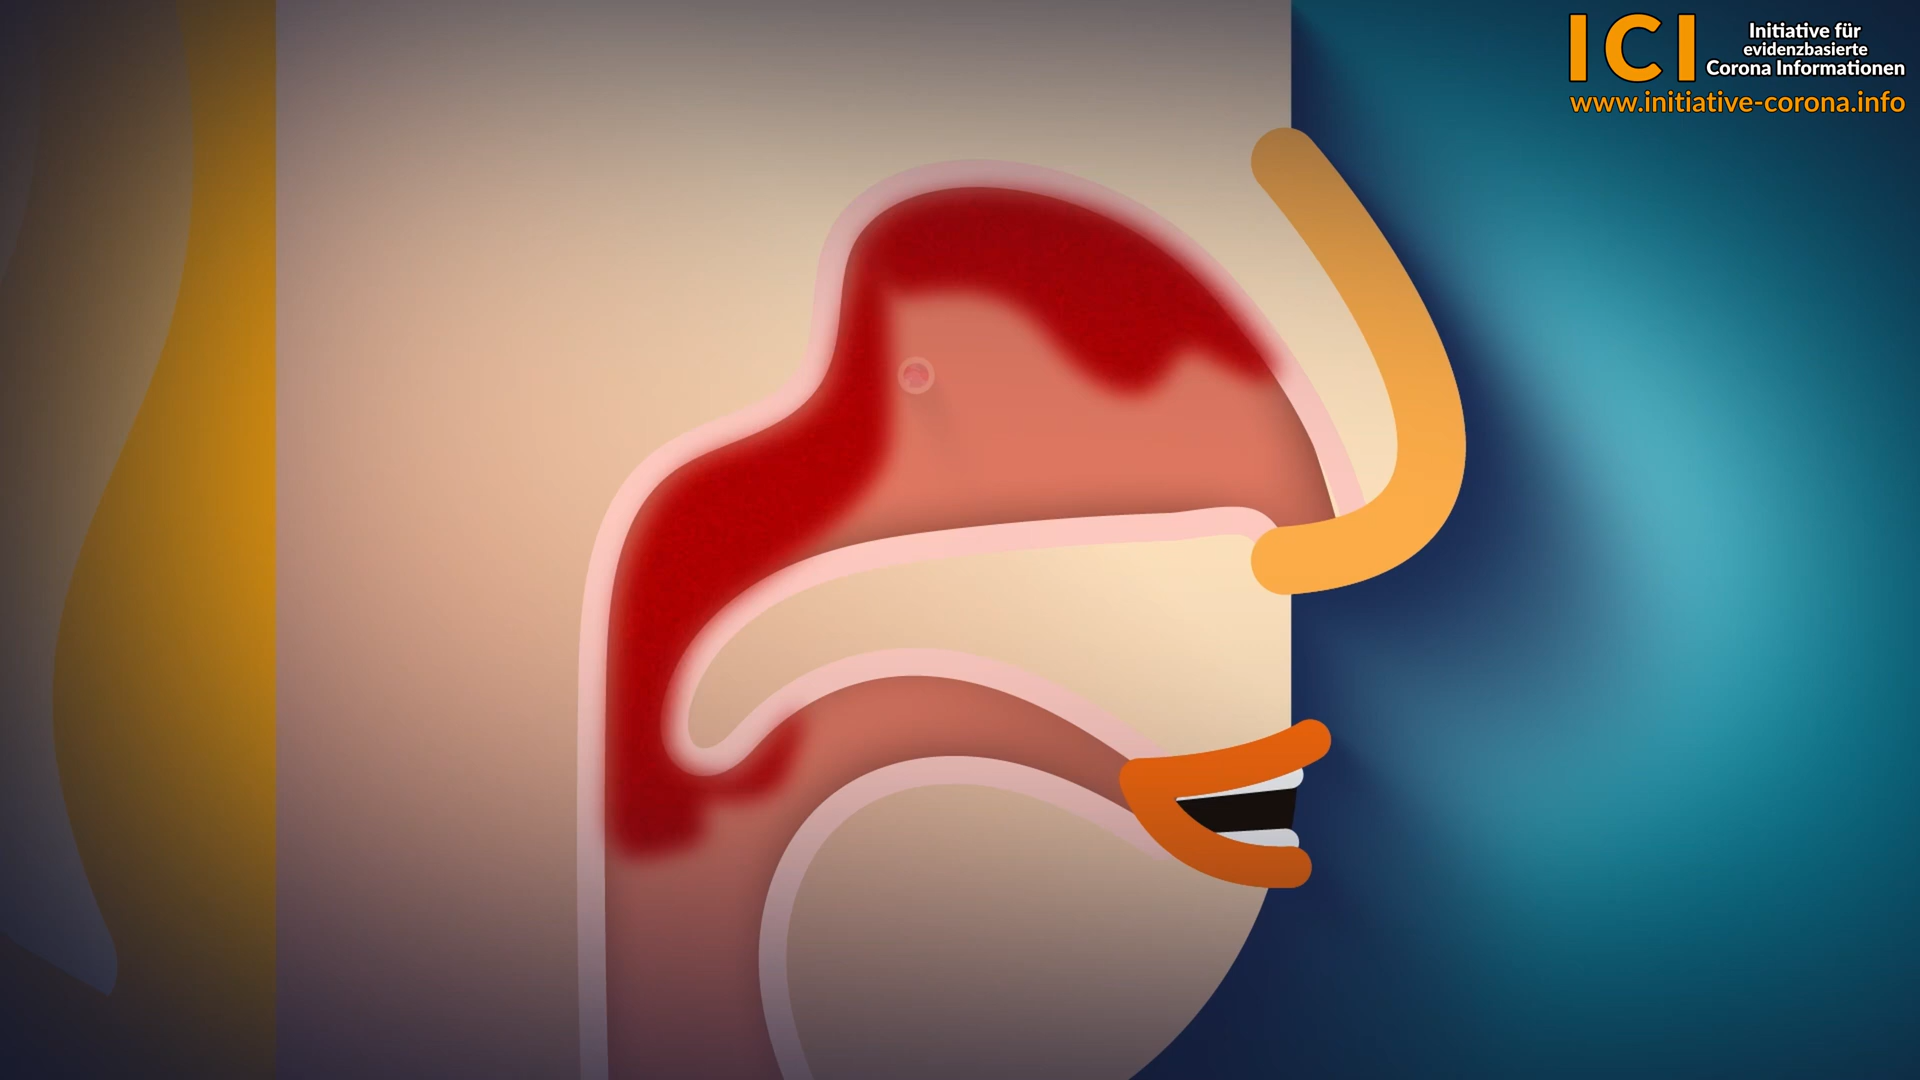 ICI
Initiative für
evidenzbasierte
Corona Informationen
www.initiative-corona.info